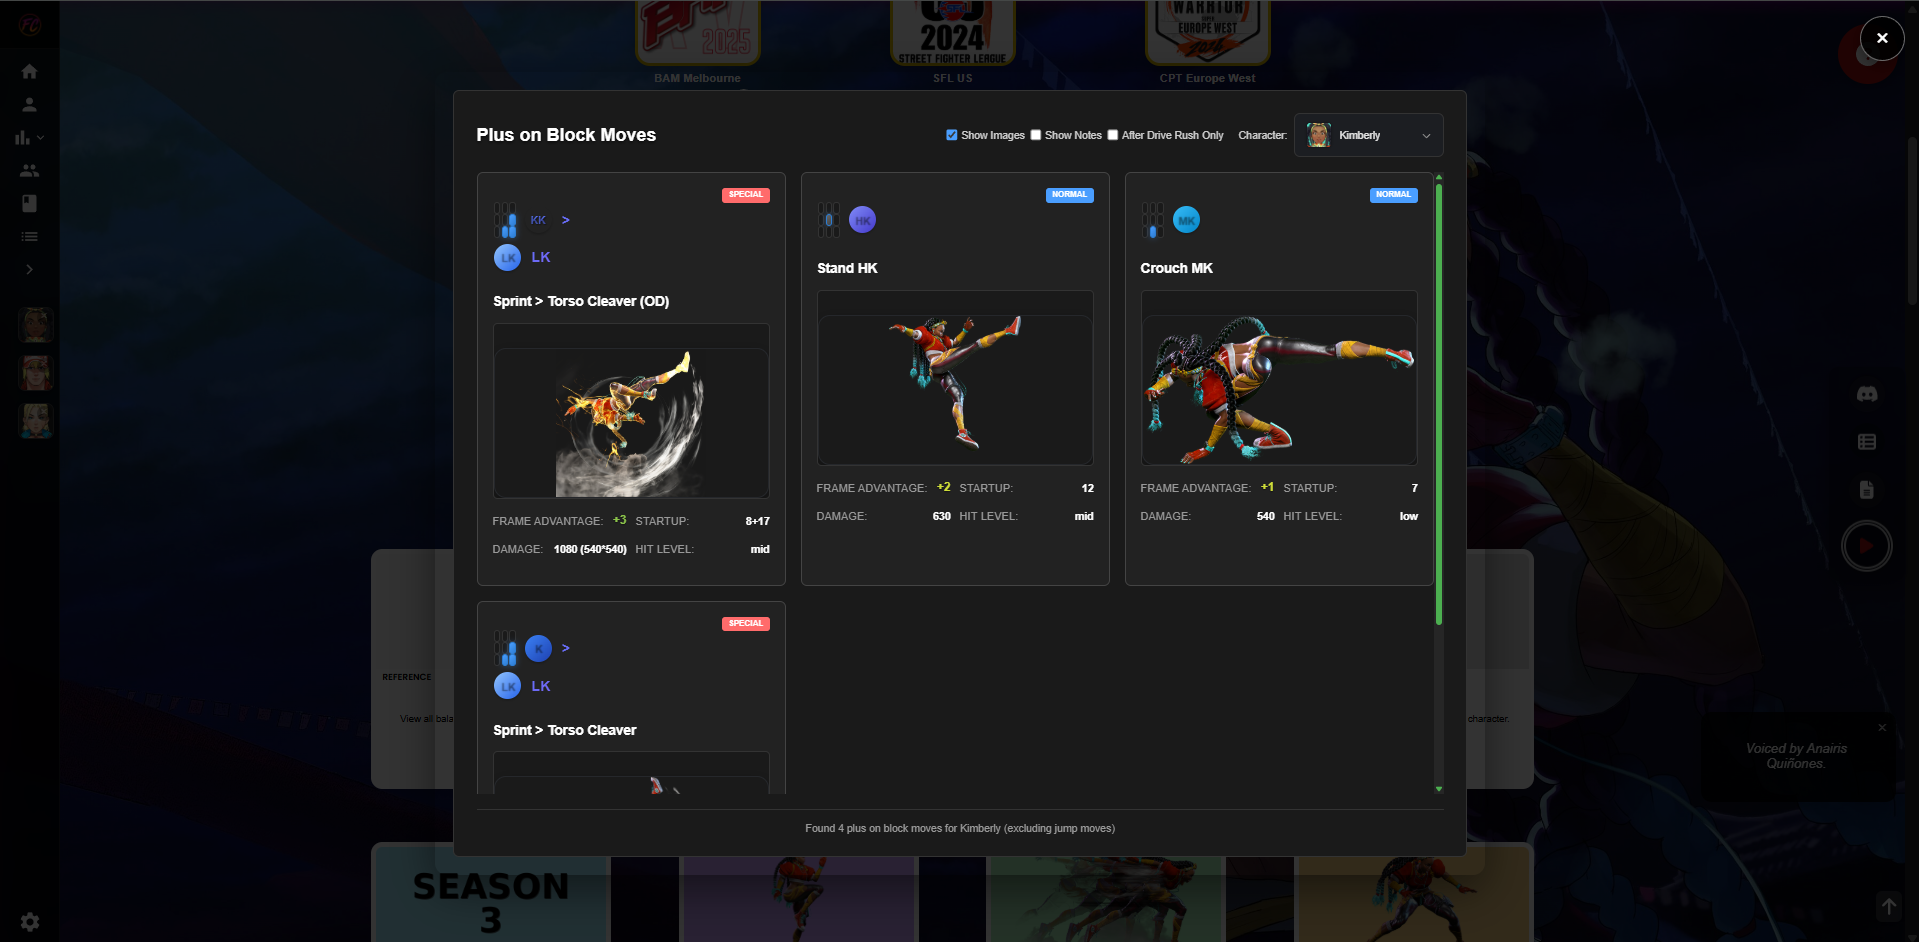 FC
2025
2024
STREET FIGHTER LEAGUE
WARRIOR
EUROPE WEST
BAM Melbourne
SFL US
CPT Europe West
Plus on Block Moves
Show Images
Show Notes
After Drive Rush Only
Character:
Kimberly
SPECIAL
KK >
LK LK
Sprint > Torso Cleaver (OD)
FRAME ADVANTAGE: +3 STARTUP: 8+17
DAMAGE: 1080 (540*540) HIT LEVEL: mid
NORMAL
HK
Stand HK
FRAME ADVANTAGE: +2 STARTUP: 12
DAMAGE: 630 HIT LEVEL: mid
NORMAL
MK
Crouch MK
FRAME ADVANTAGE: +1 STARTUP: 7
DAMAGE: 540 HIT LEVEL: low
SPECIAL
K >
LK LK
Sprint > Torso Cleaver
Found 4 plus on block moves for Kimberly (excluding jump moves)
REFERENCE
View all bala
character.
Voiced by Anairis
Quiñones.
SEASON
3